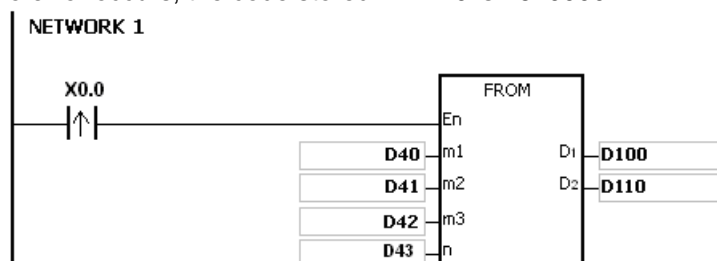 NETWORK 1
X0.0
FROM
En
D40 m1 D1 D100
D41 m2 D2 D110
D42 m3
D43 n